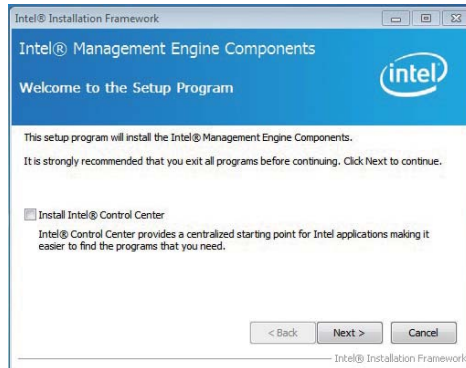 Intel® Installation Framework
Intel® Management Engine Components
intel
Welcome to the Setup Program
This setup program will install the Intel® Management Engine Components.
It is strongly recommended that you exit all programs before continuing. Click Next to continue.
Install Intel® Control Center
Intel® Control Center provides a centralized starting point for Intel applications making it
easier to find the programs that you need.
< Back Next > Cancel
Intel® Installation Framework